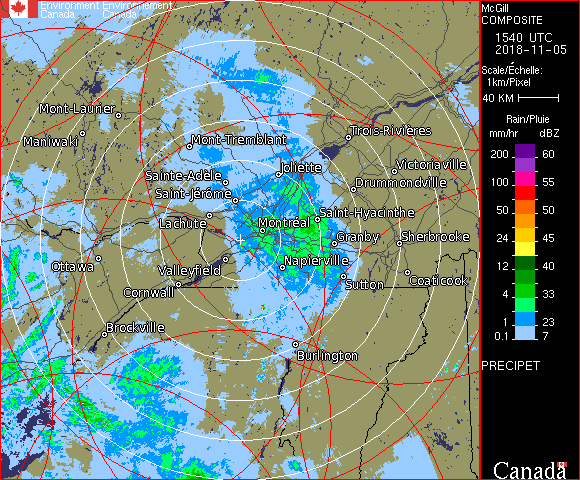 Environment Environnement
Canada Canada
McGill
COMPOSITE
1540 UTC
2018-11-05
Scale/Échelle:
1km/Pixel
40 KM
Rain/Pluie
mm/hr dBZ
200 60
100 55
50 50
24 45
12 40
4 33
1 23
0.1 7
PRECIPET
Canada
Mont-Laurier
Maniwaki
Mont-Tremblant
Trois-Rivières
Sainte-Adèle
Joliette
Victoriaville
Saint-Jérôme
Drummondville
Lachute
Saint-Hyacinthe
Montréal
Granby
Sherbrooke
Ottawa
Valleyfield
Napierville
Cornwall
Sutton
Coaticook
Brockville
Burlington